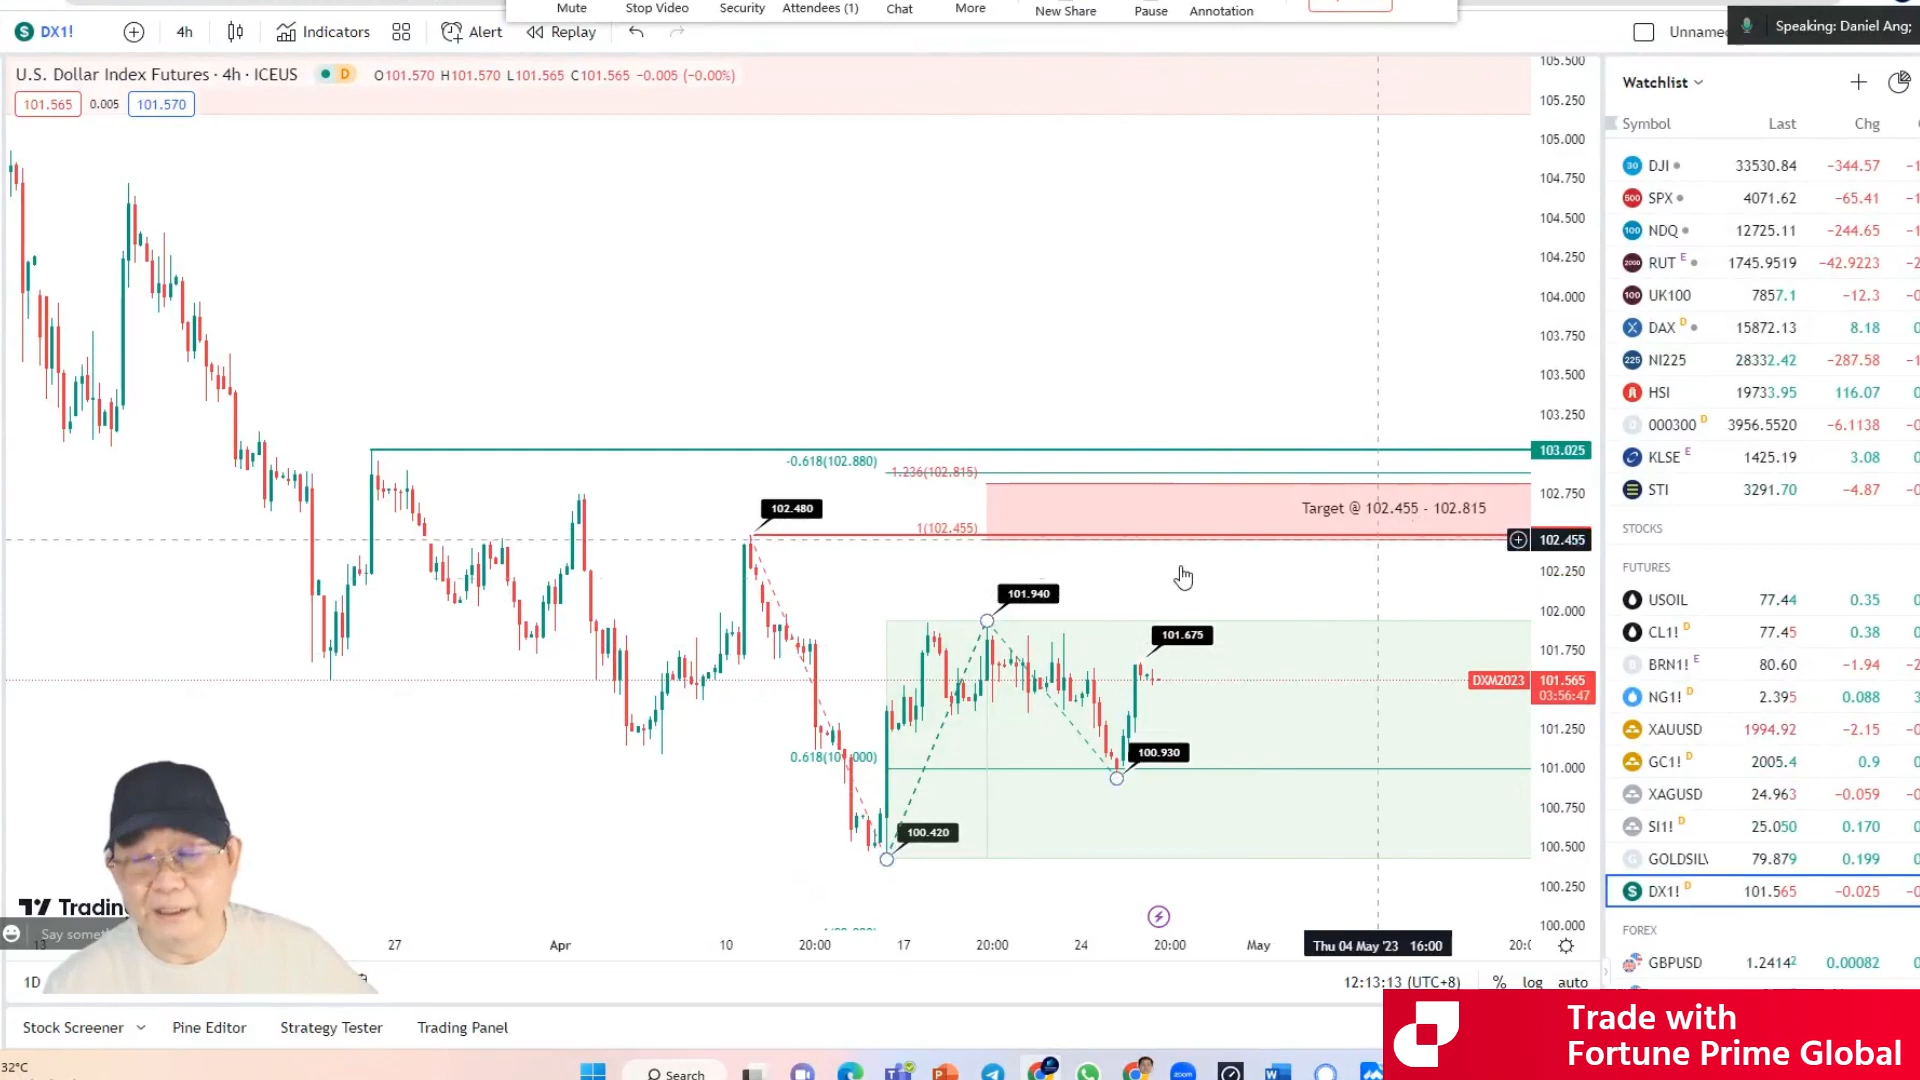 Mute
Stop Video
Security
Attendees (1)
Chat
More
New Share
Pause
Annotation
Speaking: Daniel Ang;
DX1!
4h
Indicators
Alert
Replay
U.S. Dollar Index Futures · 4h · ICEUS
D
O101.570 H101.570 L101.565 C101.565 −0.005 (−0.00%)
101.565
0.005
101.570
105.500
105.250
105.000
104.750
104.500
104.250
104.000
103.750
103.500
103.250
103.025
102.750
102.455
102.250
102.000
101.750
DXM2023
101.565
03:56:47
101.250
101.000
100.750
100.500
100.250
100.000
-0.618(102.880)
1.236(102.815)
Target @ 102.455 - 102.815
102.480
1(102.455)
101.940
101.675
100.930
100.420
27
Apr
10
20:00
17
20:00
24
20:00
May
Thu 04 May '23 16:00
1D
12:13:13 (UTC+8)
%
log
auto
Stock Screener
Pine Editor
Strategy Tester
Trading Panel
32°C
Search
Watchlist
Symbol Last Chg
DJI 33530.84 −344.57
SPX 4071.62 −65.41
NDQ 12725.11 −244.65
RUT E 1745.9519 −42.9223
UK100 7857.1 −12.3
DAX D 15872.13 8.18
NI225 28332.42 −287.58
HSI 19733.95 116.07
000300 D 3956.5520 −6.1138
KLSE E 1425.19 3.08
STI 3291.70 −4.87
STOCKS
FUTURES
USOIL 77.44 0.35
CL1! D 77.45 0.38
BRN1! E 80.60 −1.94
NG1! D 2.395 0.088
XAUUSD 1994.92 −2.15
GC1! D 2005.4 0.9
XAGUSD 24.963 −0.059
SI1! D 25.050 0.170
GOLDSIL 79.879 0.199
DX1! D 101.565 −0.025
FOREX
GBPUSD 1.24142 0.00082
Trade with
Fortune Prime Global